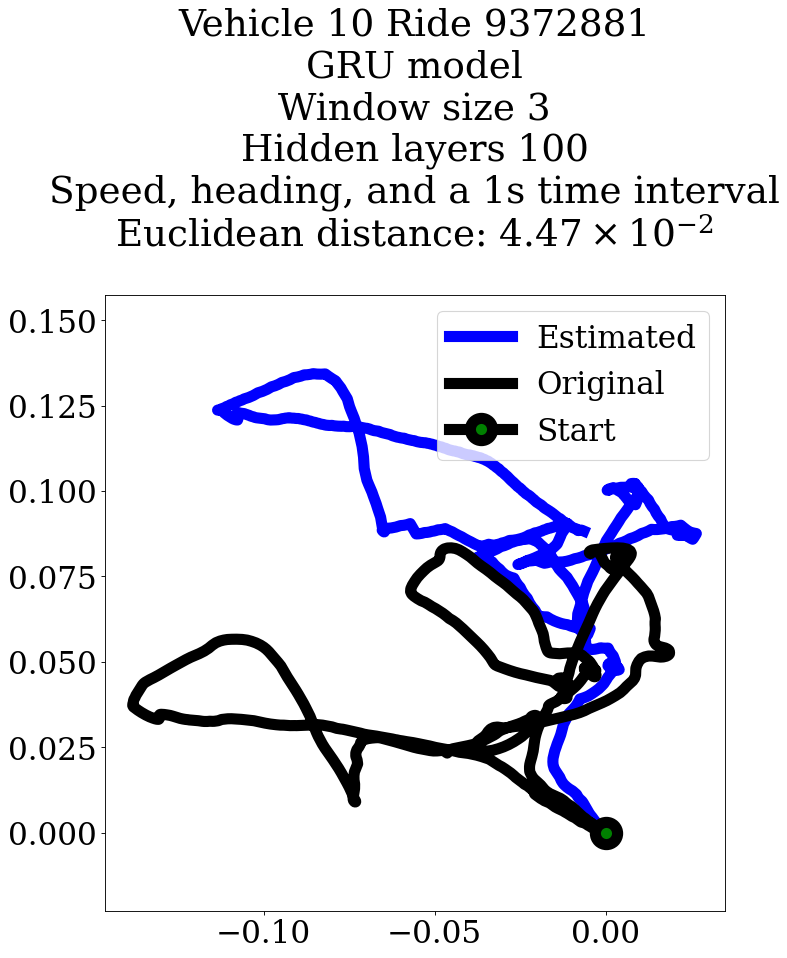 Vehicle 10 Ride 9372881
GRU model
Window size 3
Hidden layers 100
Speed, heading, and a 1s time interval
Euclidean distance: 4.47 × 10⁻²
0.150
0.125
0.100
0.075
0.050
0.025
0.000
Estimated
Original
Start
−0.10
−0.05
0.00